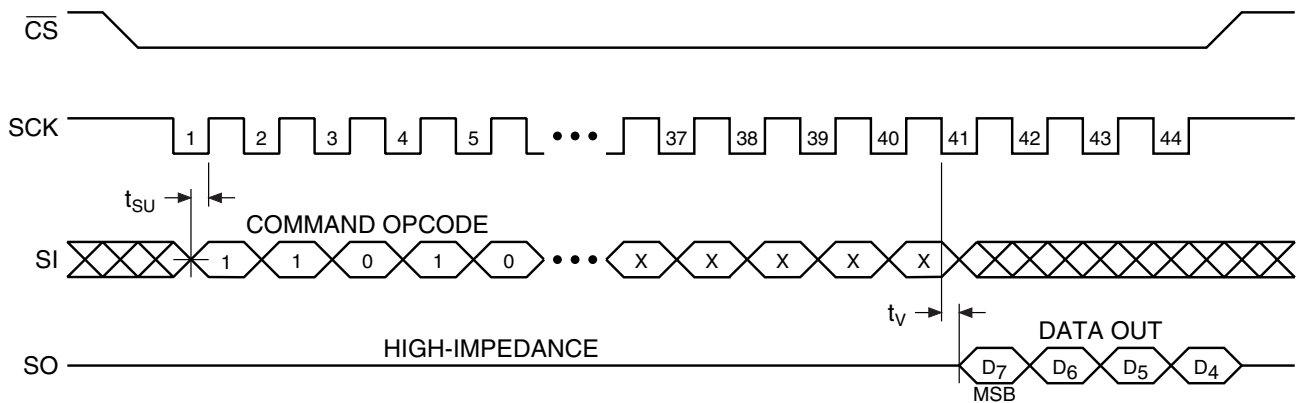 CS
SCK 1 2 3 4 5 ••• 37 38 39 40 41 42 43 44
tSU
COMMAND OPCODE
SI 1 1 0 1 0 ••• X X X X X
tV
DATA OUT
HIGH-IMPEDANCE
SO D7 D6 D5 D4
MSB